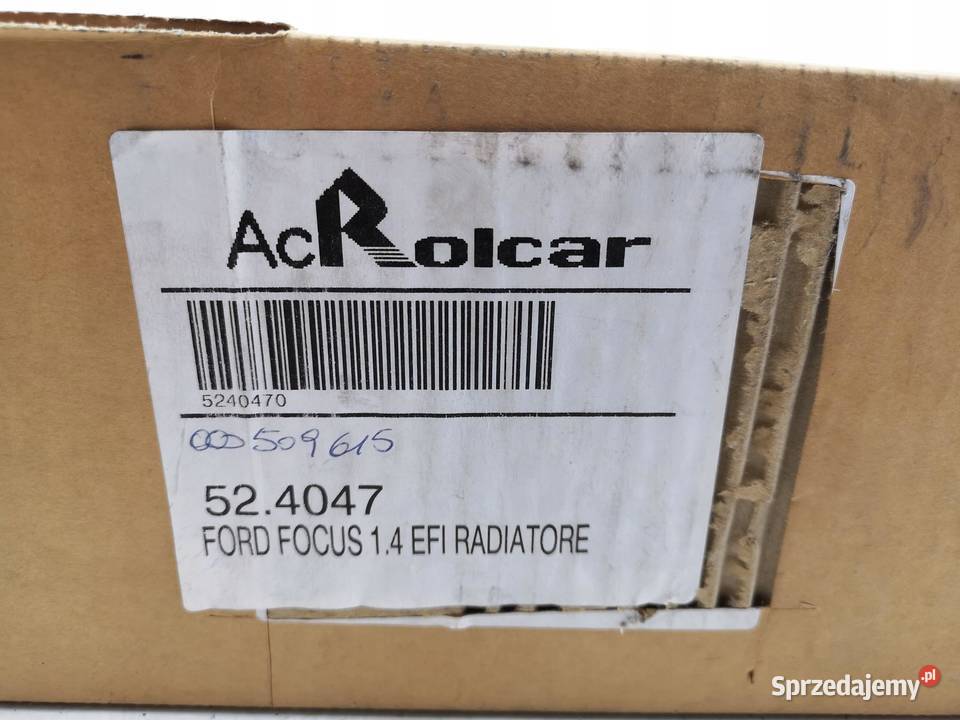 AcRolcar
5240470
000509615
52.4047
FORD FOCUS 1.4 EFI RADIATORE
Sprzedajemy.pl